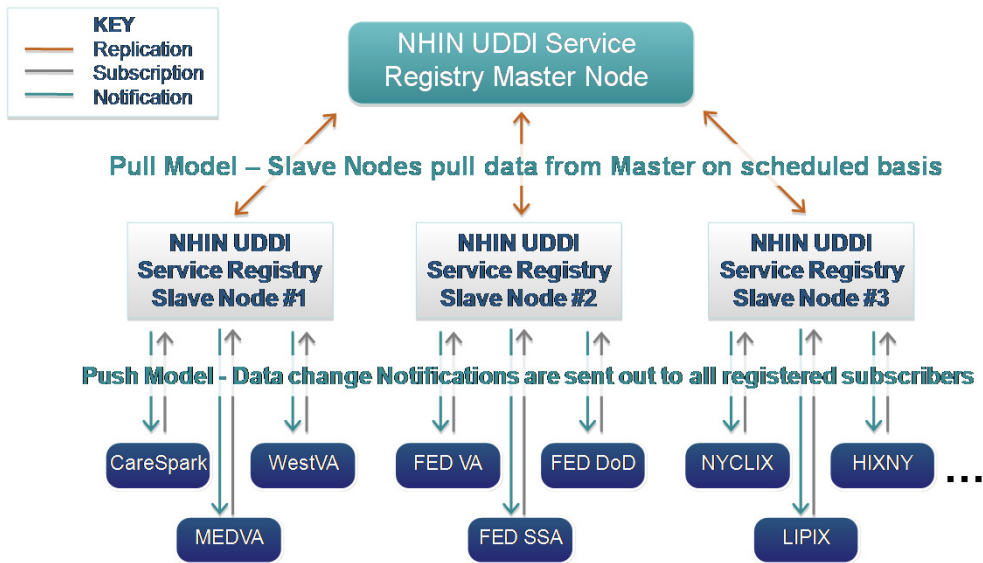 KEY
Replication
Subscription
Notification
NHIN UDDI Service
Registry Master Node
Pull Model – Slave Nodes pull data from Master on scheduled basis
NHIN UDDI
Service Registry
Slave Node #1
NHIN UDDI
Service Registry
Slave Node #2
NHIN UDDI
Service Registry
Slave Node #3
Push Model - Data change Notifications are sent out to all registered subscribers
CareSpark
WestVA
FED VA
FED DoD
NYCLIX
HIXNY
...
MEDVA
FED SSA
LIPIX